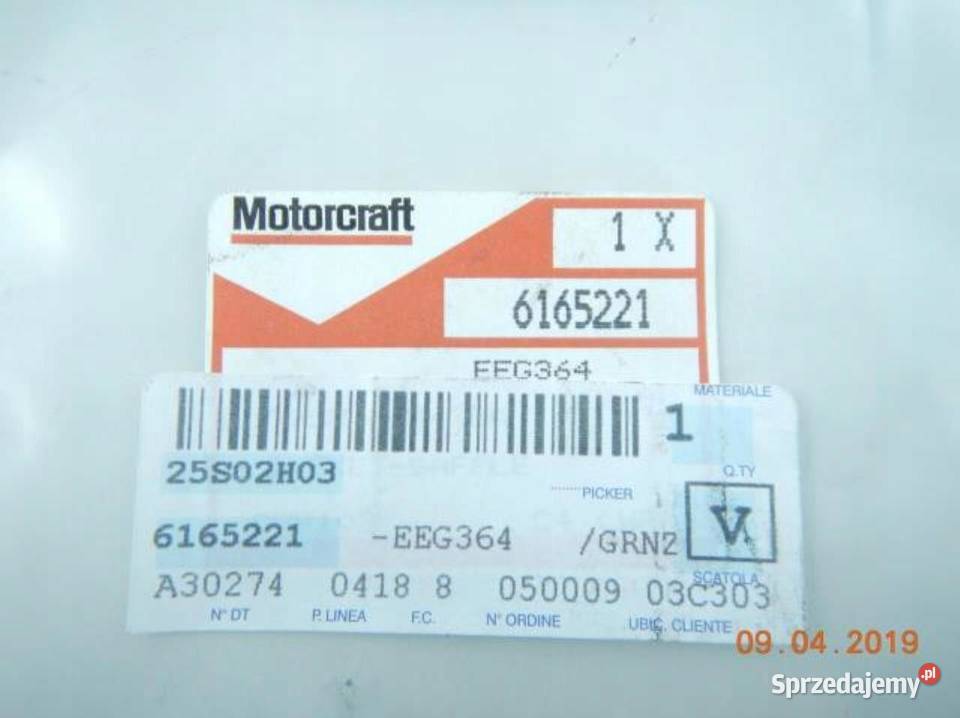 Motorcraft
1 X
6165221
EEG364
MATERIALE
1
25S02H03
Q.TY
PICKER
V
6165221 -EEG364 /GRNZ
SCATOLA
A30274 0418 8 050009 03C303
N° DT P. LINEA F.C. N° ORDINE UBIC. CLIENTE
09.04.2019
Sprzedajemy.pl